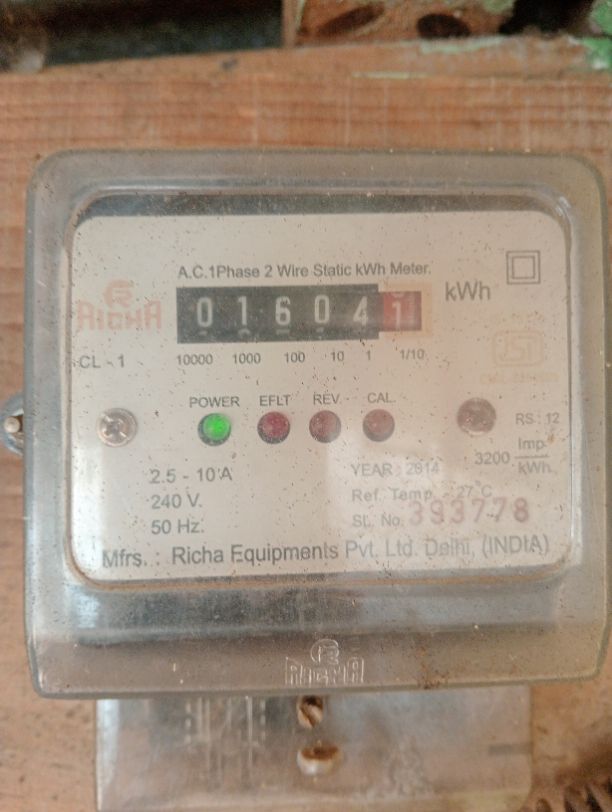 A.C.1Phase 2 Wire Static kWh Meter.
RICHA
016041 kWh
CL - 1
10000 1000 100 10 1 1/10
POWER EFLT REV. CAL.
RS : 12
3200 Imp
kWh.
2.5 - 10 A
240 V.
50 Hz.
YEAR : 2014
Ref. Temp. - 27°C
SL. No. 393778
Mfrs. : Richa Equipments Pvt. Ltd. Delhi, (INDIA)
RICHA